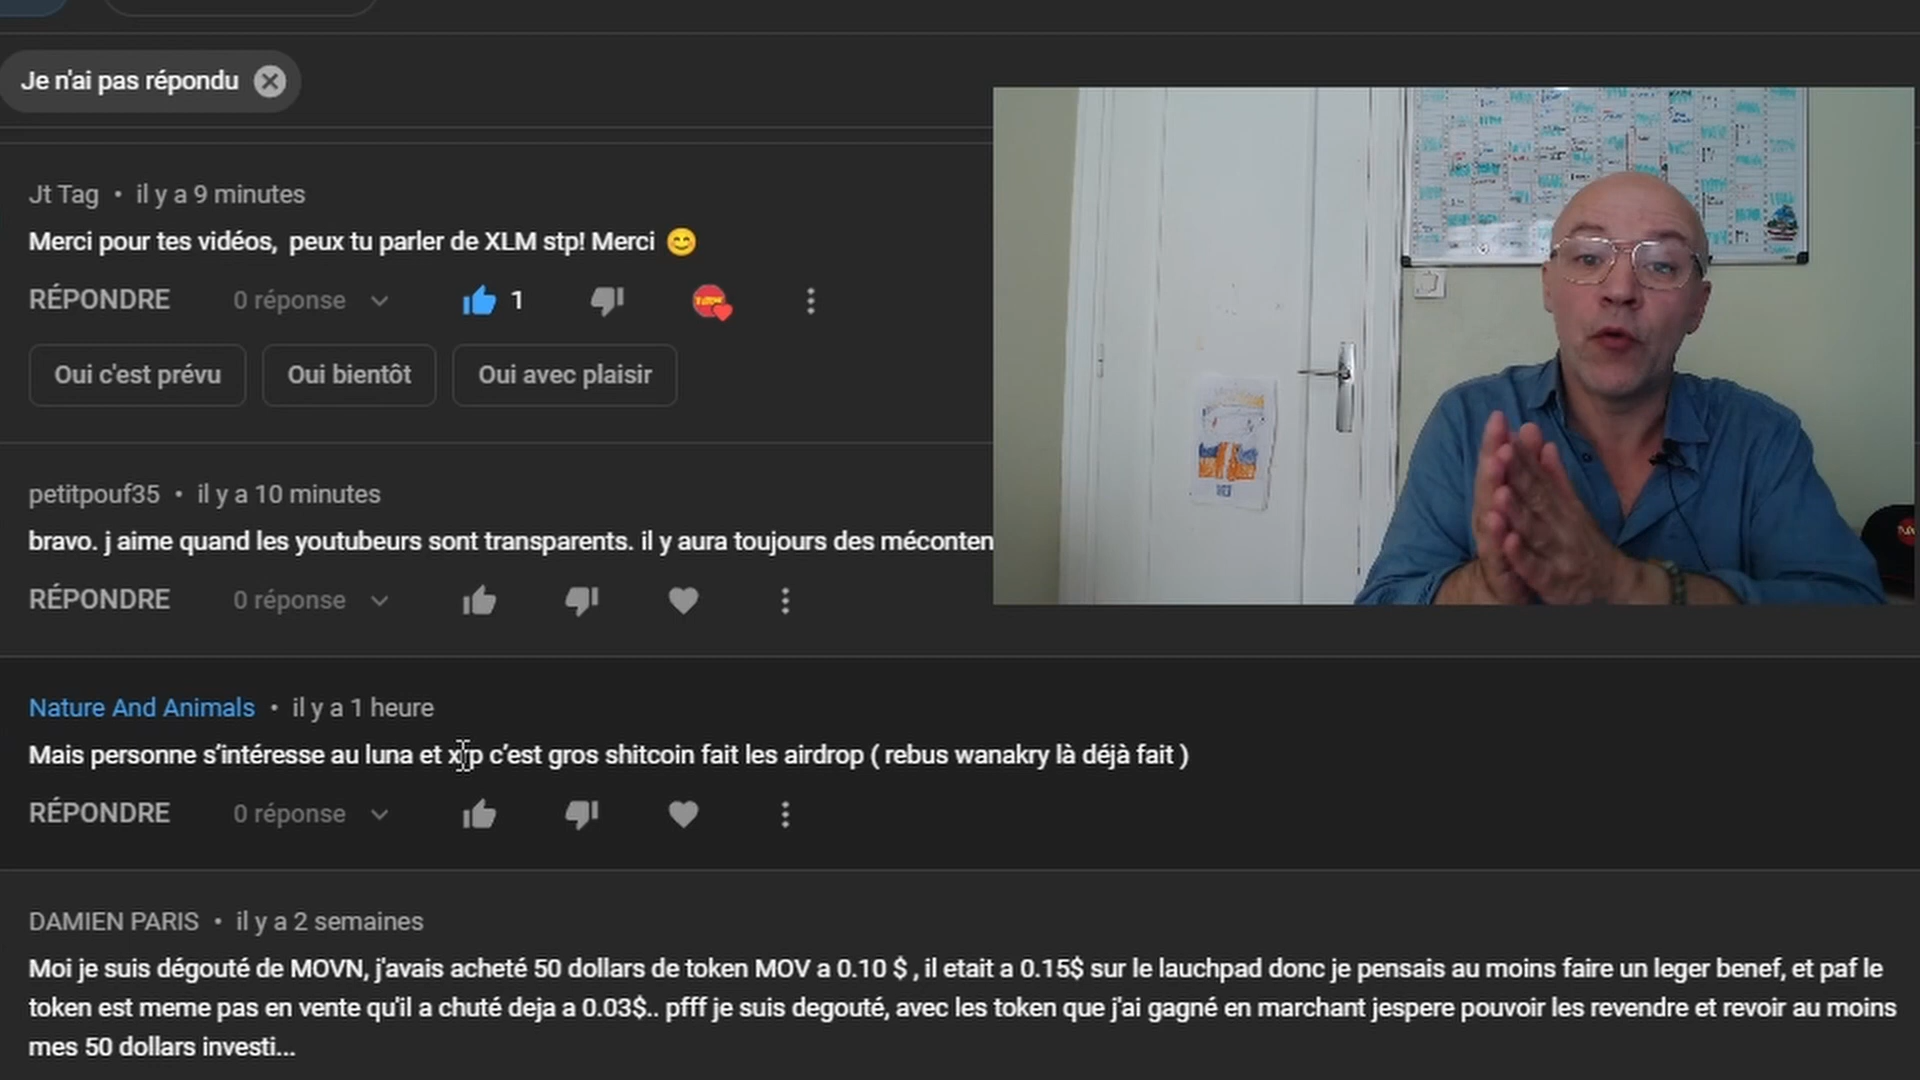 Je n'ai pas répondu
Jt Tag • il y a 9 minutes
Merci pour tes vidéos, peux tu parler de XLM stp! Merci 😊
RÉPONDRE 0 réponse 1
Oui c'est prévu Oui bientôt Oui avec plaisir
petitpouf35 • il y a 10 minutes
bravo. j aime quand les youtubeurs sont transparents. il y aura toujours des méconten
RÉPONDRE 0 réponse
Nature And Animals • il y a 1 heure
Mais personne s’intéresse au luna et xrp c’est gros shitcoin fait les airdrop ( rebus wanakry là déjà fait )
RÉPONDRE 0 réponse
DAMIEN PARIS • il y a 2 semaines
Moi je suis dégouté de MOVN, j'avais acheté 50 dollars de token MOV a 0.10 $ , il etait a 0.15$ sur le lauchpad donc je pensais au moins faire un leger benef, et paf le
token est meme pas en vente qu'il a chuté deja a 0.03$.. pfff je suis degouté, avec les token que j'ai gagné en marchant jespere pouvoir les revendre et revoir au moins
mes 50 dollars investi...